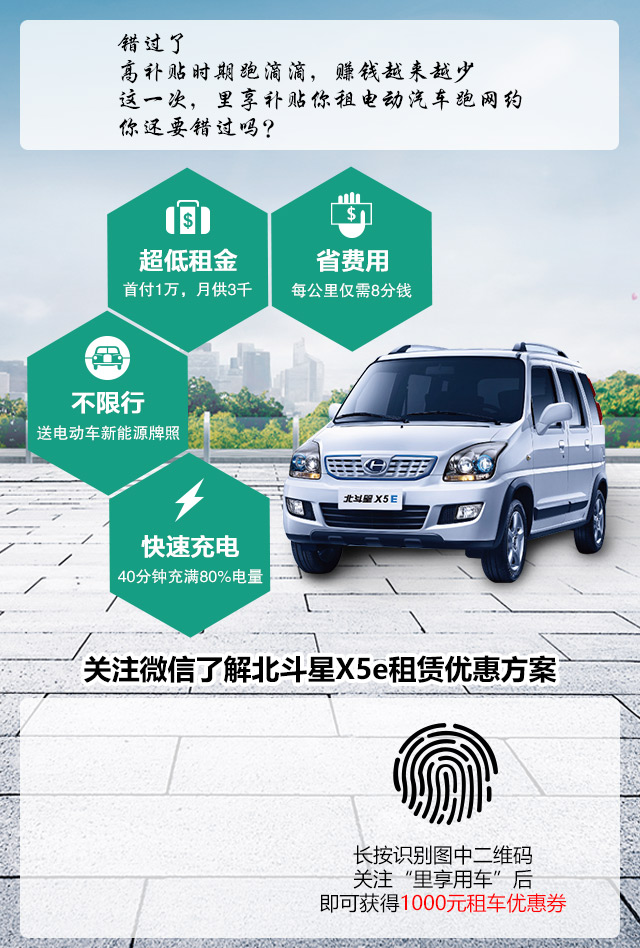 错过了
高补贴时期跑滴滴，赚钱越来越少
这一次，里享补贴你租电动汽车跑网约
你还要错过吗？
超低租金
首付1万，月供3千
省费用
每公里仅需8分钱
不限行
送电动车新能源牌照
快速充电
40分钟充满80%电量
北斗星 X5E
关注微信了解北斗星X5e租赁优惠方案
长按识别图中二维码
关注“里享用车”后
即可获得1000元租车优惠券